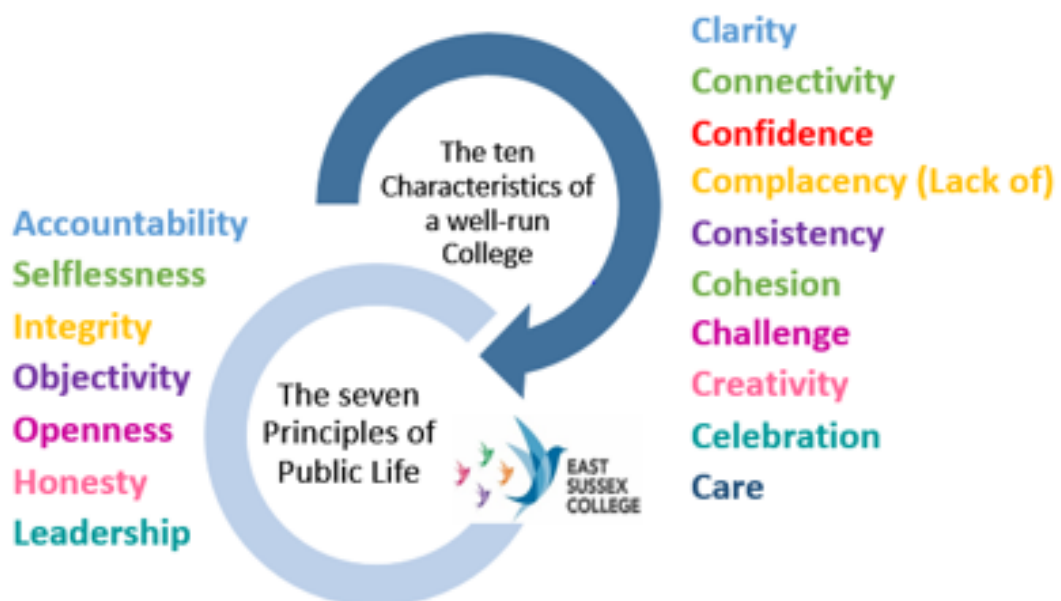 The ten
Characteristics of
a well-run
College
Clarity
Connectivity
Confidence
Complacency (Lack of)
Consistency
Cohesion
Challenge
Creativity
Celebration
Care
Accountability
Selflessness
Integrity
Objectivity
Openness
Honesty
Leadership
The seven
Principles of
Public Life
EAST
SUSSEX
COLLEGE